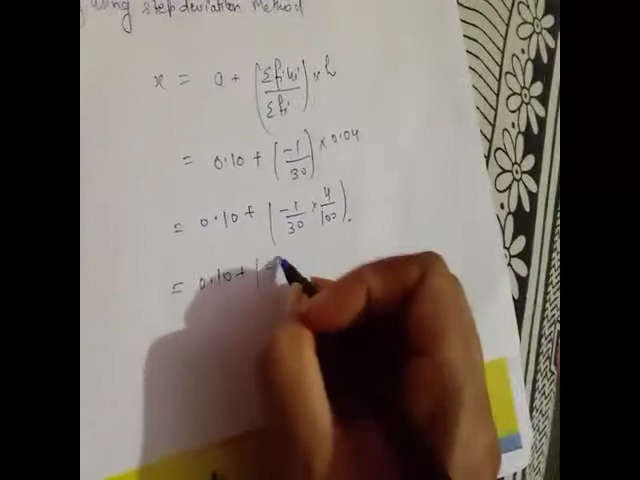 using step deviation Method
x = a + (Σfiui/Σfi) × h
= 0.10 + (-1/30) × 0.04
= 0.10 + (-1/30 × 4/100).
= 0.10 + (